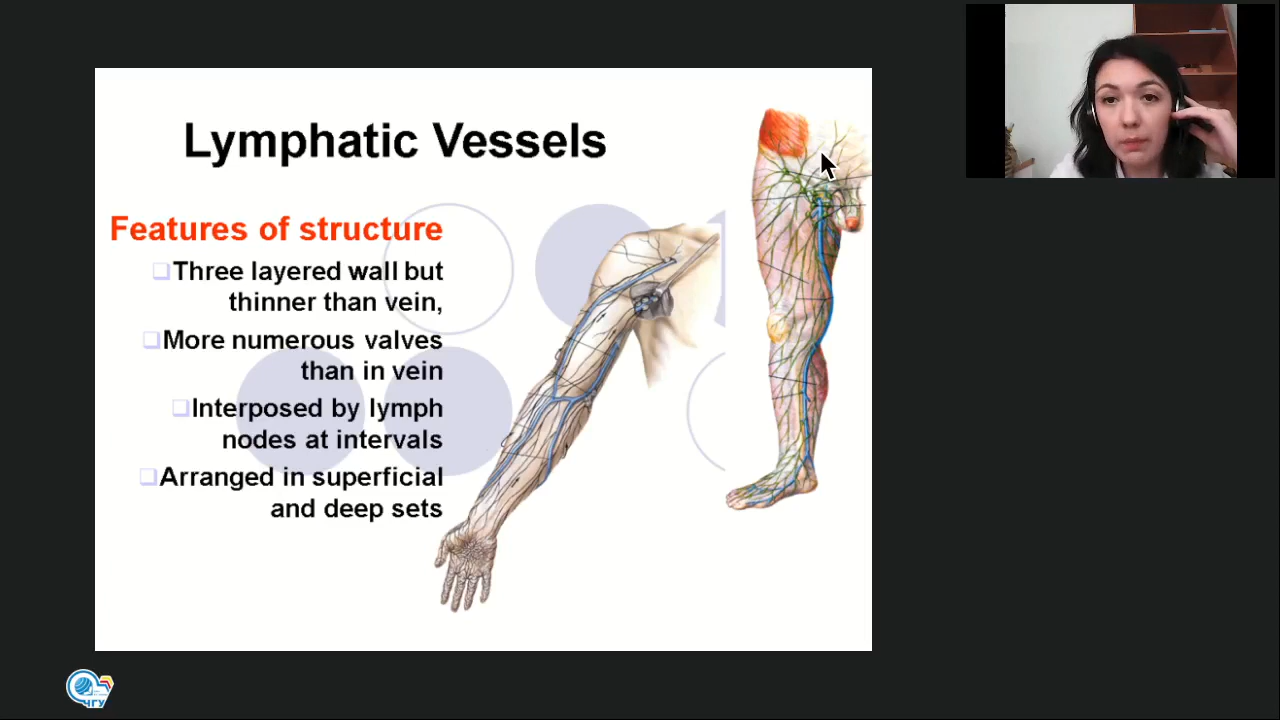 Lymphatic Vessels
Features of structure
Three layered wall but
thinner than vein,
More numerous valves
than in vein
Interposed by lymph
nodes at intervals
Arranged in superficial
and deep sets
ЧГУ